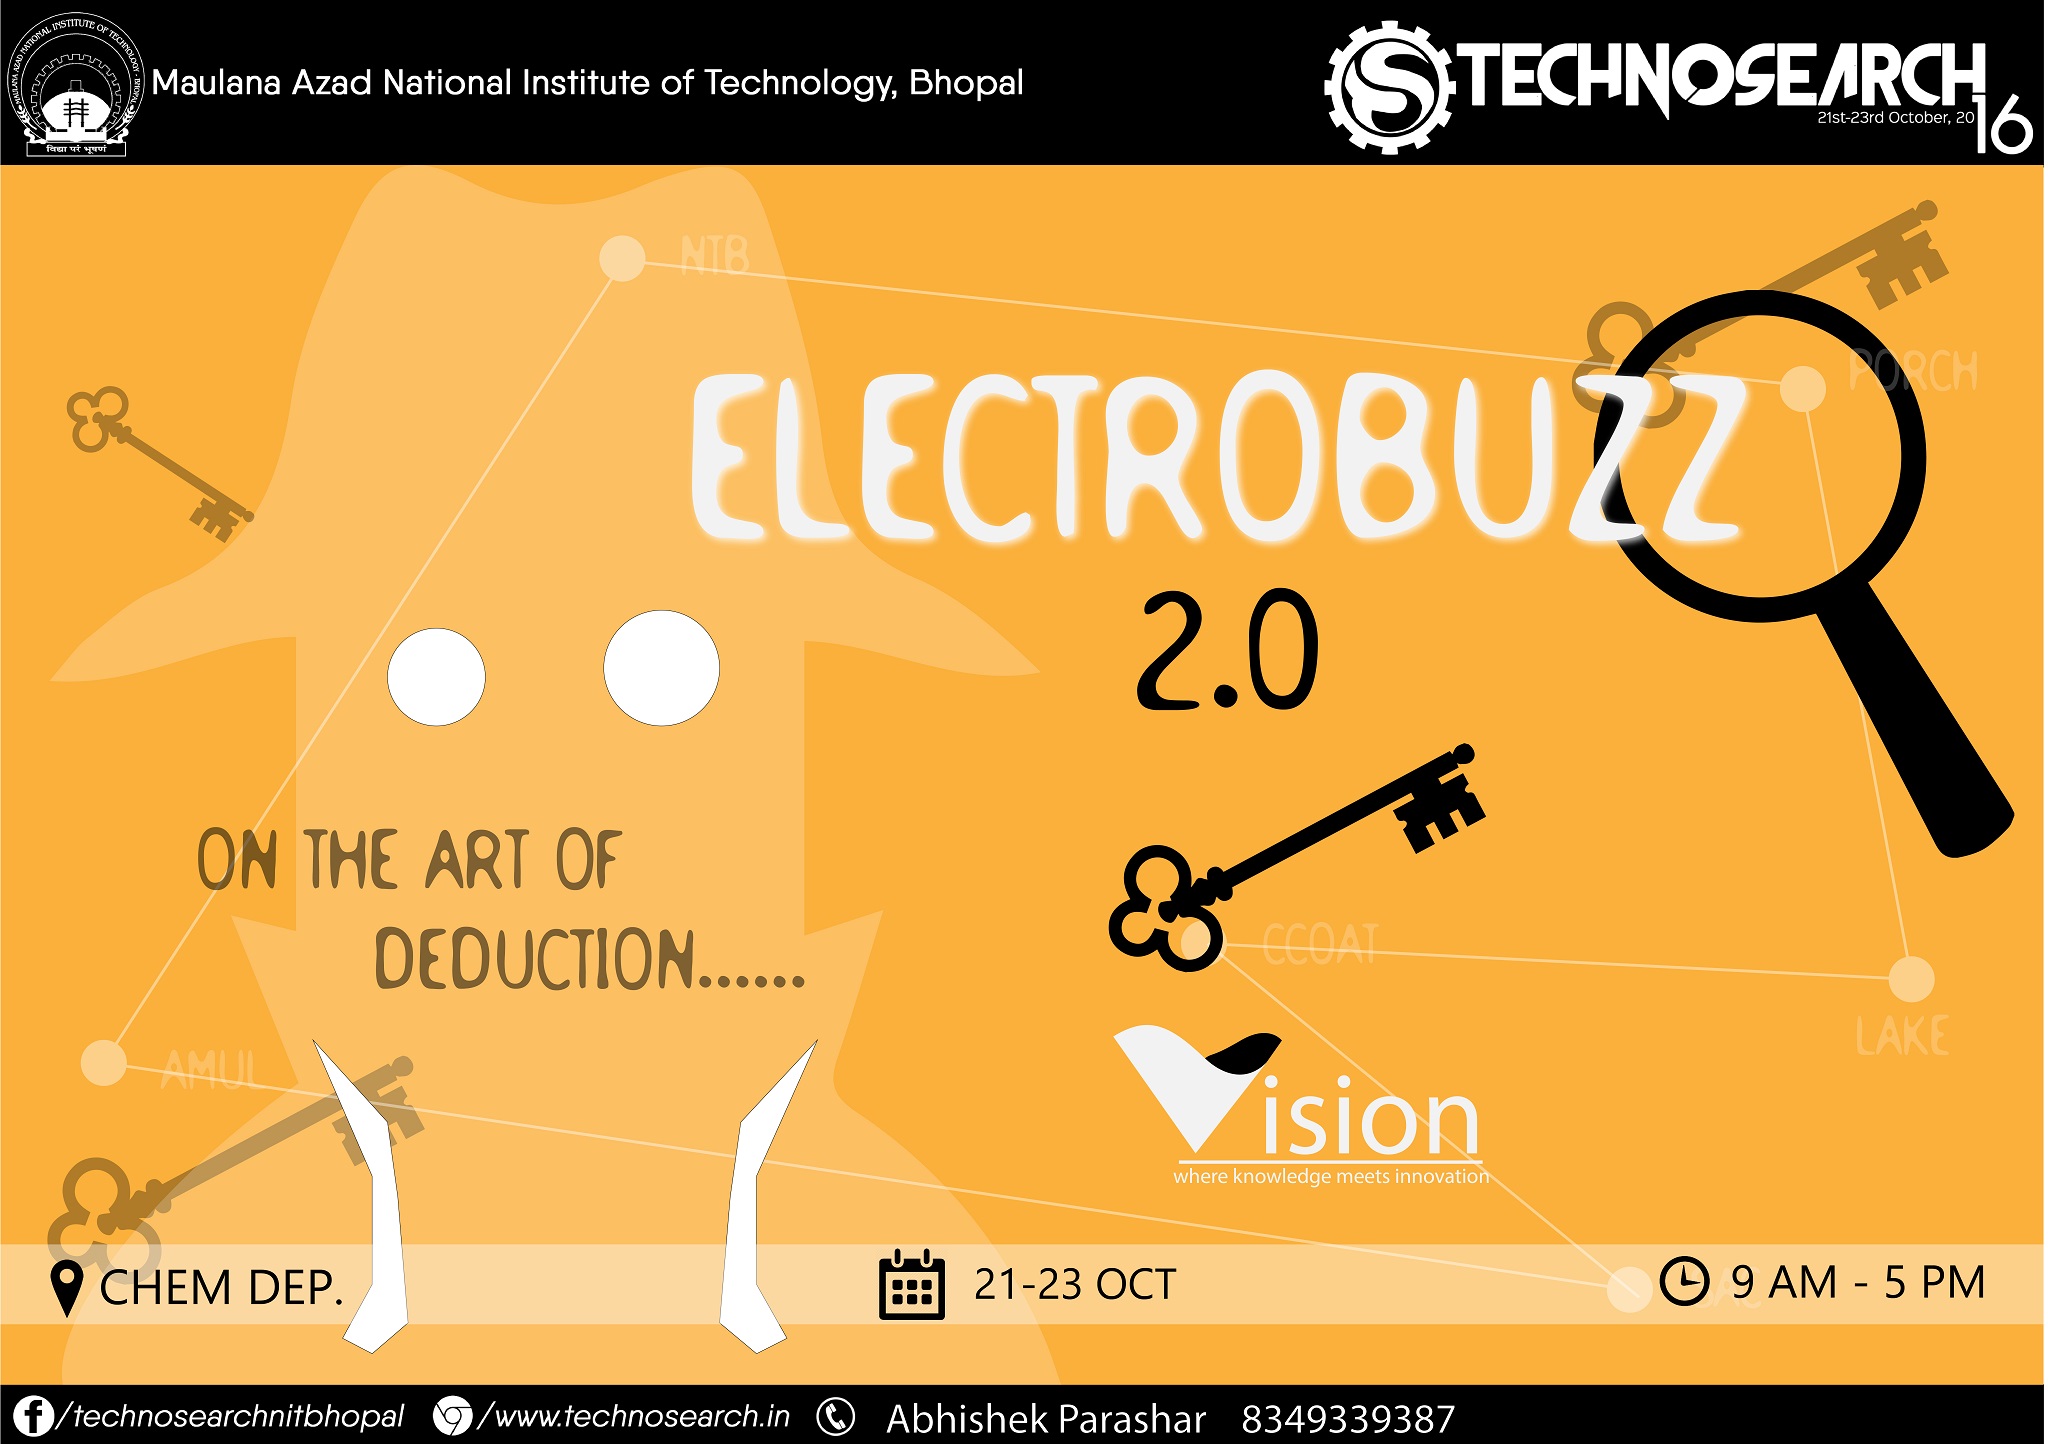 MAULANA AZAD NATIONAL INSTITUTE OF TECHNOLOGY - BHOPAL
विद्या परं भूषणं
Maulana Azad National Institute of Technology, Bhopal
TECHNOSEARCH
21st-23rd October, 2016
NTB
PORCH
ELECTROBUZZ
2.0
ON THE ART OF
DEDUCTION......
CCOAT
LAKE
AMUL
Vision
where knowledge meets innovation
CHEM DEP.
21-23 OCT
9 AM - 5 PM
/technosearchnitbhopal
/www.technosearch.in
Abhishek Parashar 8349339387